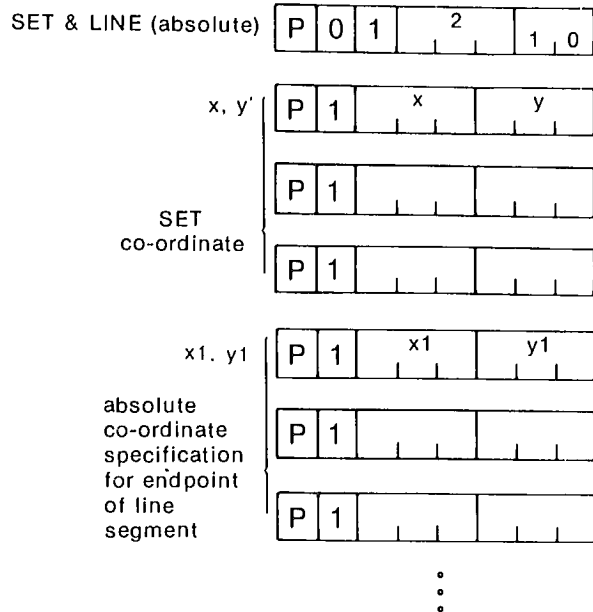 SET & LINE (absolute) P 0 1 2 1 0
x, y' P 1 x y
P 1
SET
co-ordinate
P 1
x1. y1 P 1 x1 y1
absolute
co-ordinate P 1
specification
for endpoint
of line
segment P 1